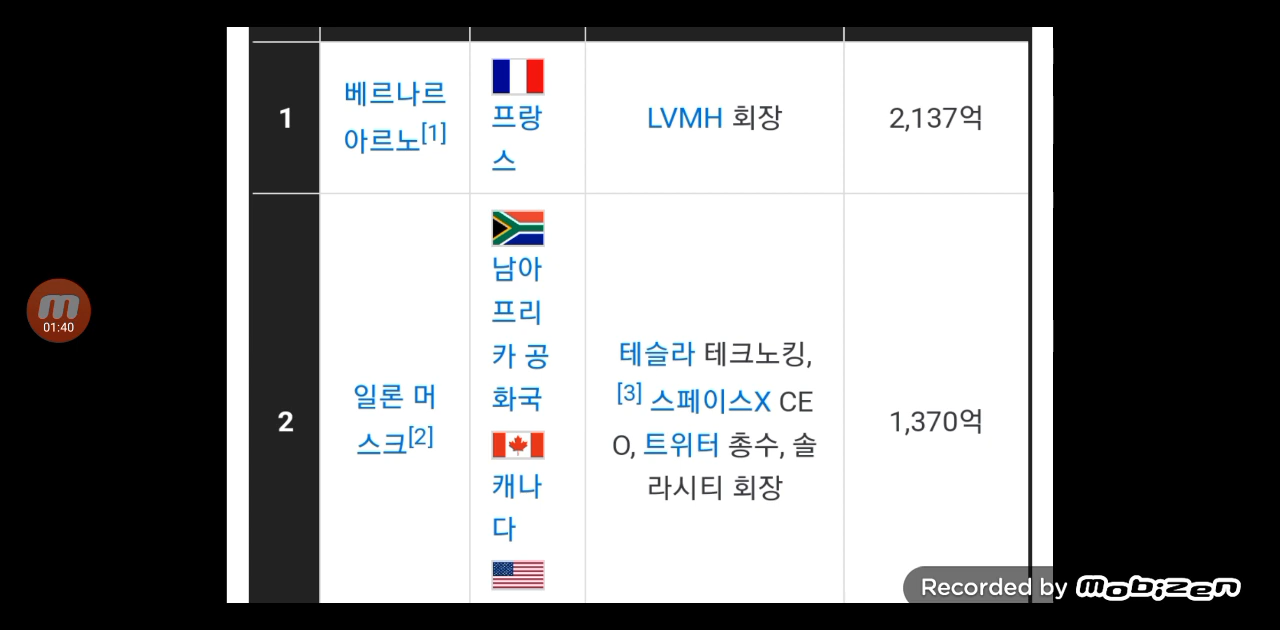 1
베르나르
아르노[1]
프랑
스
LVMH 회장
2,137억
2
일론 머
스크[2]
남아
프리
카 공
화국
캐나
다
테슬라 테크노킹,
[3] 스페이스X CE
O, 트위터 총수, 솔
라시티 회장
1,370억
m
01:40
Recorded by mobizen